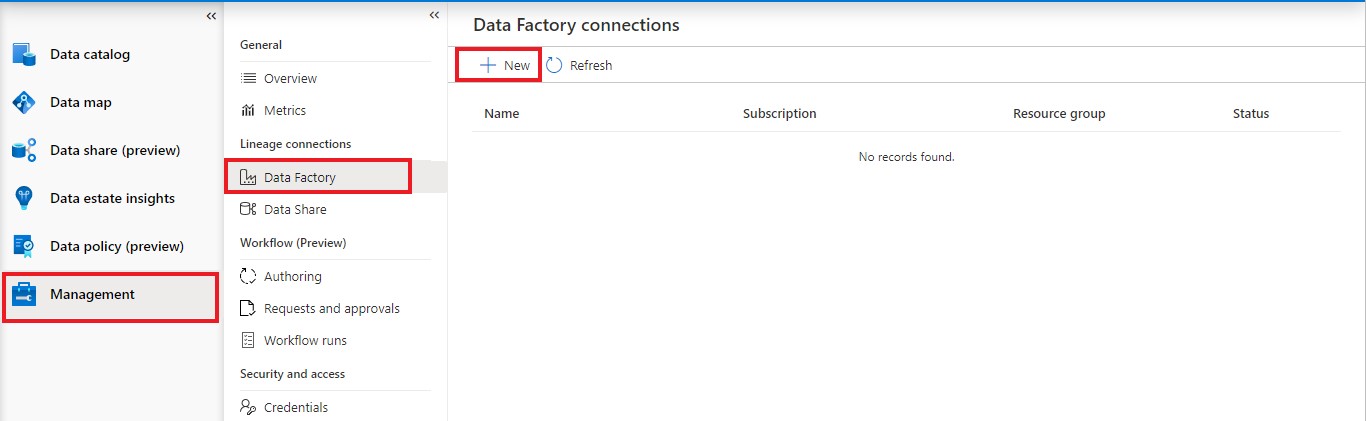 Data catalog
Data map
Data share (preview)
Data estate insights
Data policy (preview)
Management
General
Overview
Metrics
Lineage connections
Data Factory
Data Share
Workflow (Preview)
Authoring
Requests and approvals
Workflow runs
Security and access
Credentials
Data Factory connections
New Refresh
Name Subscription Resource group Status
No records found.